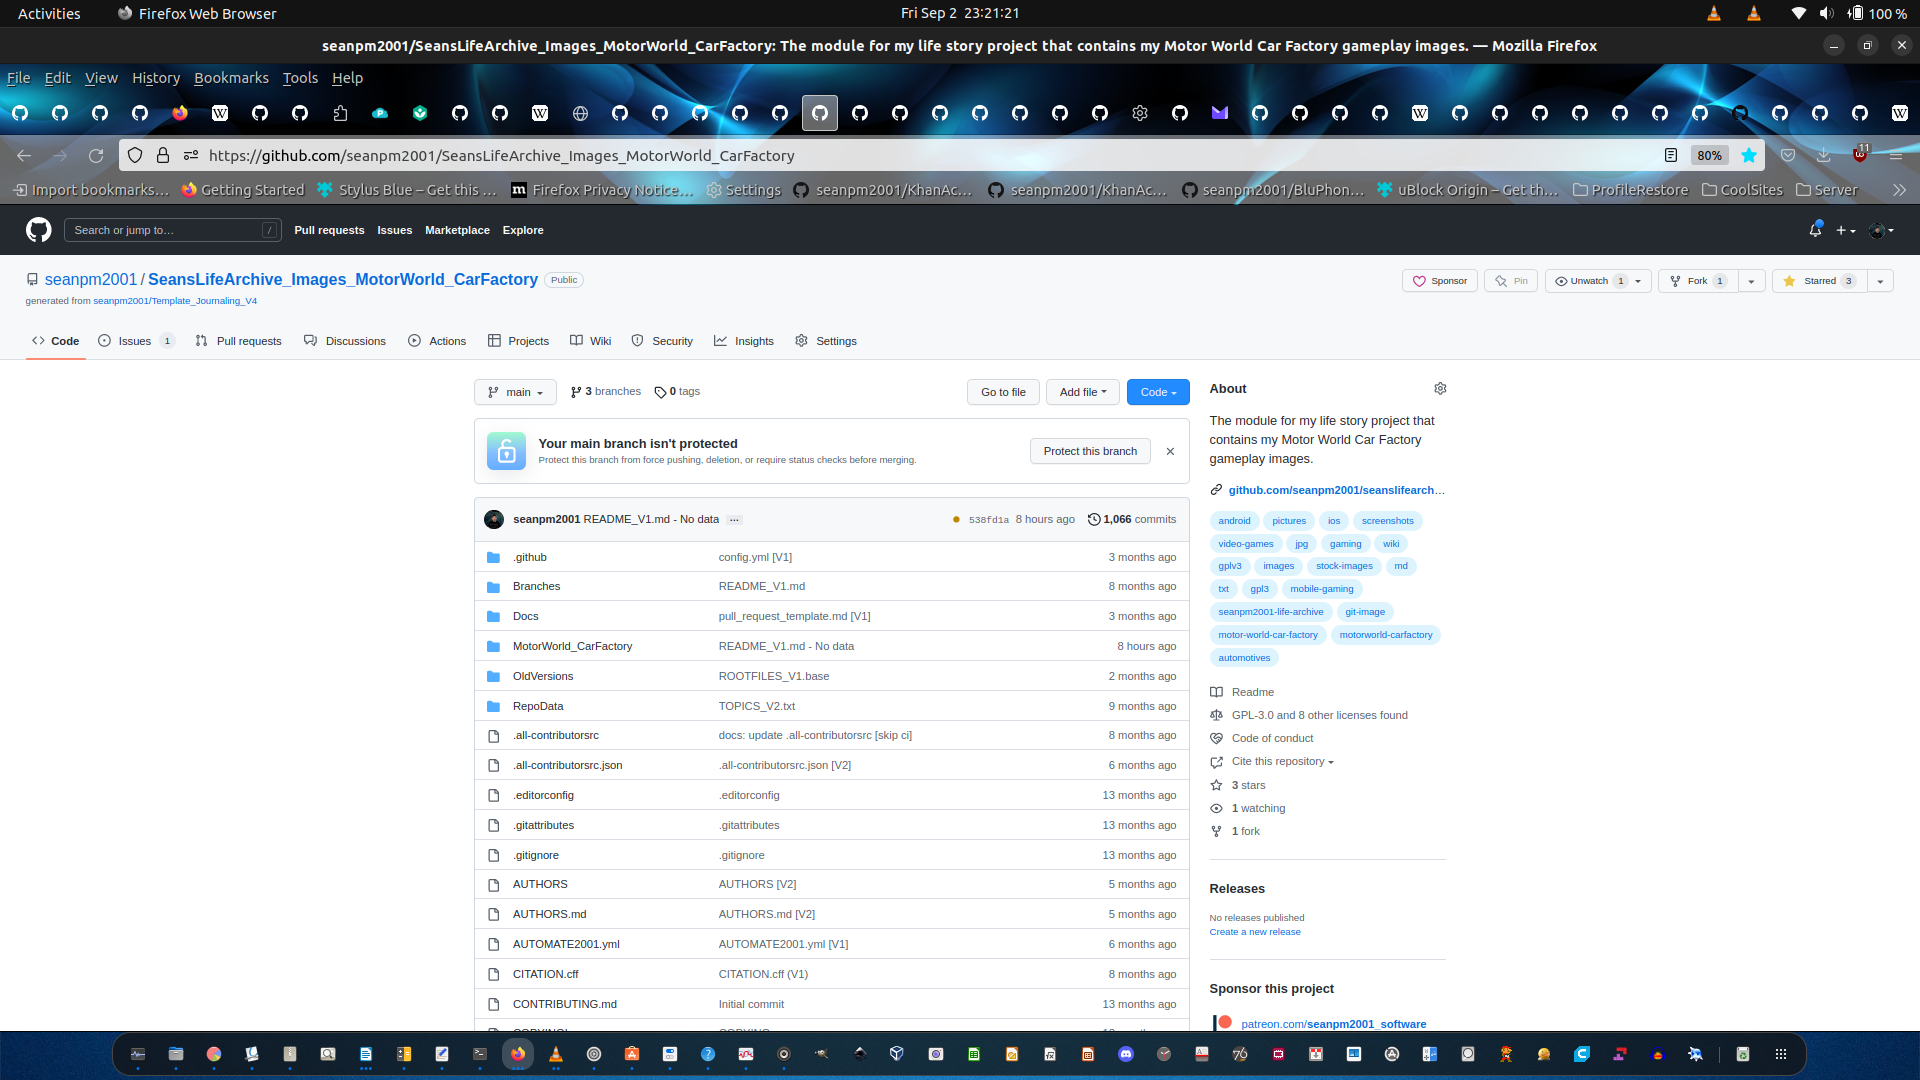 Activities
Firefox Web Browser
Fri Sep 2 23:21:21
100 %
seanpm2001/SeansLifeArchive_Images_MotorWorld_CarFactory: The module for my life story project that contains my Motor World Car Factory gameplay images. — Mozilla Firefox
File Edit View History Bookmarks Tools Help
https://github.com/seanpm2001/SeansLifeArchive_Images_MotorWorld_CarFactory
80%
11
Import bookmarks…
Getting Started
Stylus Blue – Get this …
Firefox Privacy Notice…
Settings
seanpm2001/KhanAc…
seanpm2001/KhanAc…
seanpm2001/BluPhon…
uBlock Origin – Get th…
ProfileRestore
CoolSites
Server
Search or jump to…
/
Pull requests Issues Marketplace Explore
seanpm2001 / SeansLifeArchive_Images_MotorWorld_CarFactory Public
generated from seanpm2001/Template_Journaling_V4
Sponsor
Pin
Unwatch 1
Fork 1
Starred 3
Code
Issues 1
Pull requests
Discussions
Actions
Projects
Wiki
Security
Insights
Settings
main
3 branches
0 tags
Go to file
Add file
Code
Your main branch isn't protected
Protect this branch from force pushing, deletion, or require status checks before merging.
Protect this branch
seanpm2001 README_V1.md - No data … 538fd1a 8 hours ago 1,066 commits
.github config.yml [V1] 3 months ago
Branches README_V1.md 8 months ago
Docs pull_request_template.md [V1] 3 months ago
MotorWorld_CarFactory README_V1.md - No data 8 hours ago
OldVersions ROOTFILES_V1.base 2 months ago
RepoData TOPICS_V2.txt 9 months ago
.all-contributorsrc docs: update .all-contributorsrc [skip ci] 8 months ago
.all-contributorsrc.json .all-contributorsrc.json [V2] 6 months ago
.editorconfig .editorconfig 13 months ago
.gitattributes .gitattributes 13 months ago
.gitignore .gitignore 13 months ago
AUTHORS AUTHORS [V2] 5 months ago
AUTHORS.md AUTHORS.md [V2] 5 months ago
AUTOMATE2001.yml AUTOMATE2001.yml [V1] 6 months ago
CITATION.cff CITATION.cff (V1) 8 months ago
CONTRIBUTING.md Initial commit 13 months ago
About
The module for my life story project that
contains my Motor World Car Factory
gameplay images.
github.com/seanpm2001/seanslifearch…
android pictures ios screenshots
video-games jpg gaming wiki
gplv3 images stock-images md
txt gpl3 mobile-gaming
seanpm2001-life-archive git-image
motor-world-car-factory motorworld-carfactory
automotives
Readme
GPL-3.0 and 8 other licenses found
Code of conduct
Cite this repository
3 stars
1 watching
1 fork
Releases
No releases published
Create a new release
Sponsor this project
patreon.com/seanpm2001_software